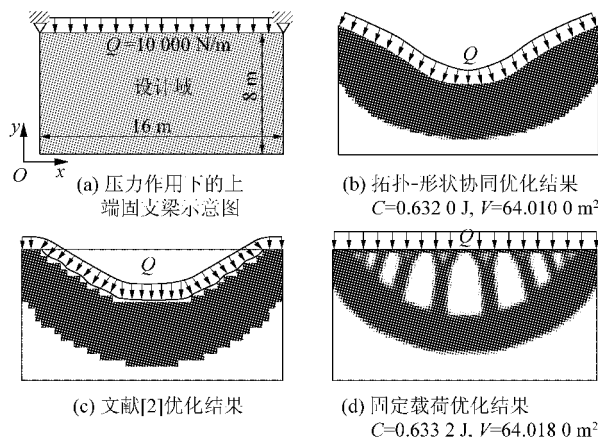 Q=10 000 N/m
设计域
8 m
16 m
y
O
x
(a) 压力作用下的上
端固支梁示意图
Q
(b) 拓扑-形状协同优化结果
C=0.632 0 J, V=64.010 0 m²
Q
(c) 文献[2]优化结果
Q
(d) 固定载荷优化结果
C=0.633 2 J, V=64.018 0 m²